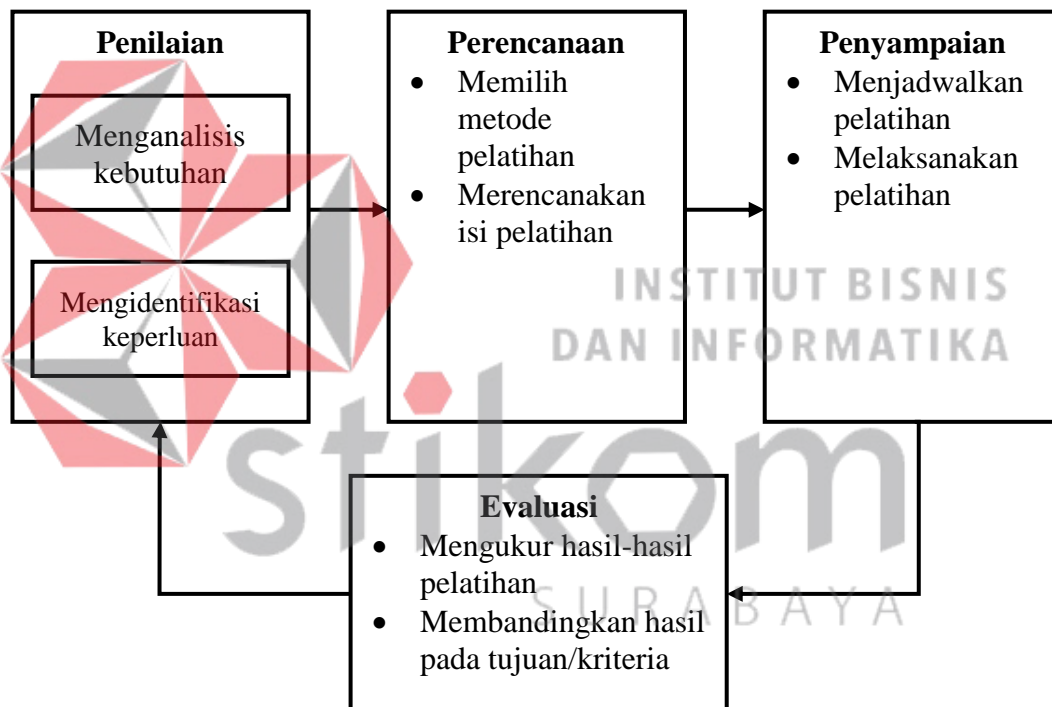 Penilaian
Menganalisis
kebutuhan
Mengidentifikasi
keperluan
Perencanaan
• Memilih
metode
pelatihan
• Merencanakan
isi pelatihan
Penyampaian
• Menjadwalkan
pelatihan
• Melaksanakan
pelatihan
INSTITUT BISNIS
DAN INFORMATIKA
stikom
SURABAYA
Evaluasi
• Mengukur hasil-hasil
pelatihan
• Membandingkan hasil
pada tujuan/kriteria